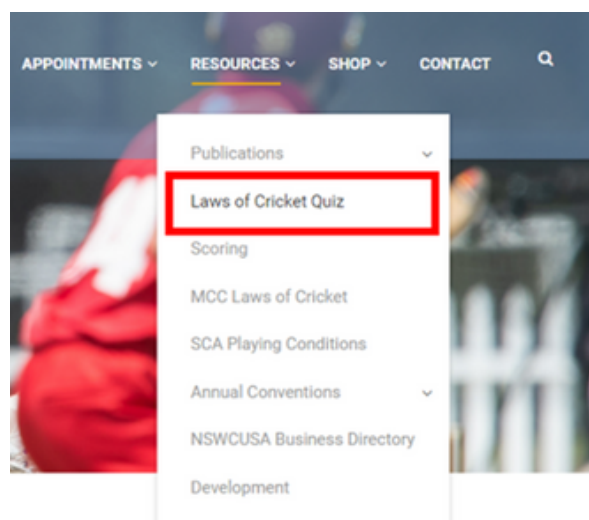 APPOINTMENTS RESOURCES SHOP CONTACT
Publications
Laws of Cricket Quiz
Scoring
MCC Laws of Cricket
SCA Playing Conditions
Annual Conventions
NSWCUSA Business Directory
Development